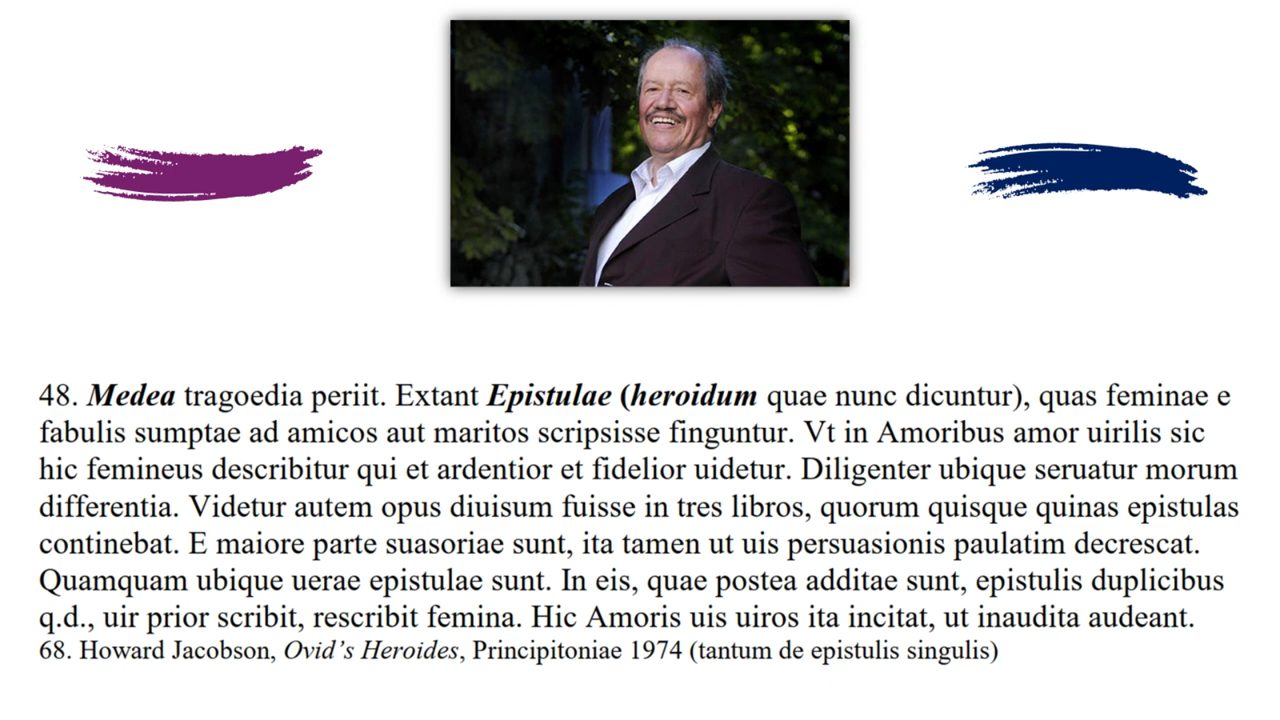 48. Medea tragoedia periit. Extant Epistulae (heroidum quae nunc dicuntur), quas feminae e
fabulis sumptae ad amicos aut maritos scripsisse finguntur. Vt in Amoribus amor uirilis sic
hic femineus describitur qui et ardentior et fidelior uidetur. Diligenter ubique seruatur morum
differentia. Videtur autem opus diuisum fuisse in tres libros, quorum quisque quinas epistulas
continebat. E maiore parte suasoriae sunt, ita tamen ut uis persuasionis paulatim decrescat.
Quamquam ubique uerae epistulae sunt. In eis, quae postea additae sunt, epistulis duplicibus
q.d., uir prior scribit, rescribit femina. Hic Amoris uis uiros ita incitat, ut inaudita audeant.
68. Howard Jacobson, Ovid’s Heroides, Principitoniae 1974 (tantum de epistulis singulis)